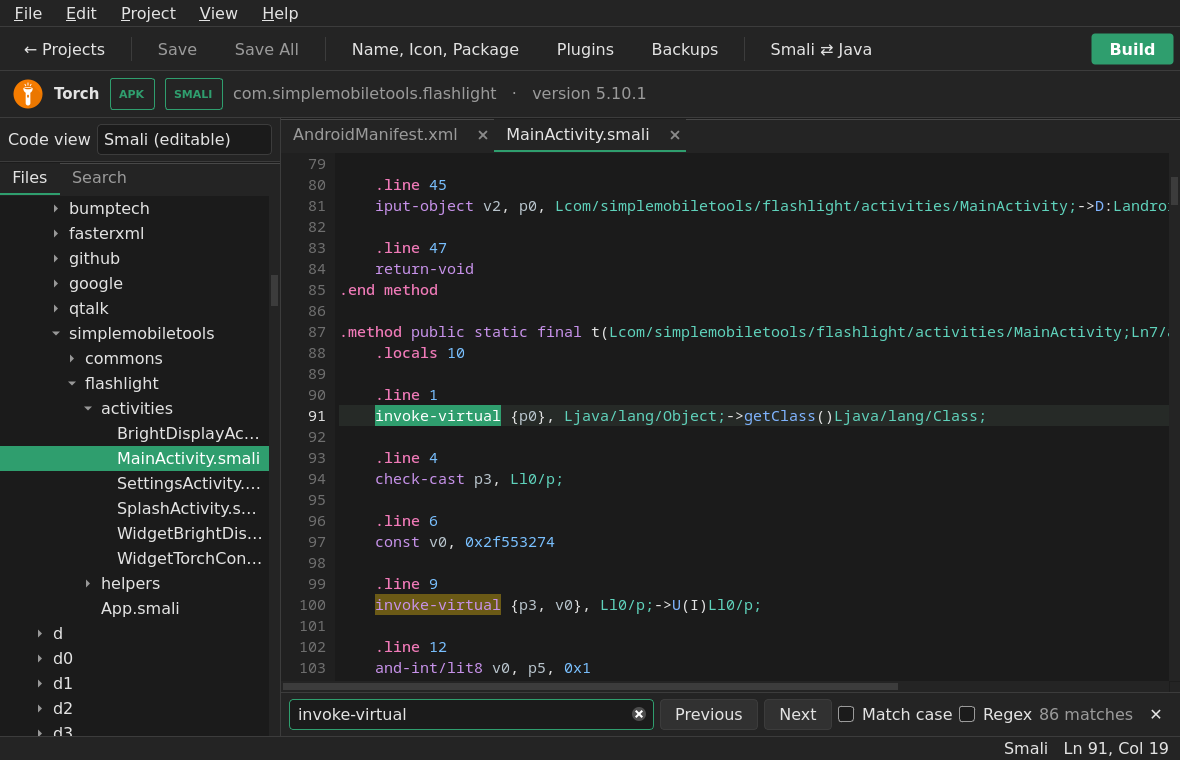 File Edit Project View Help
← Projects Save Save All Name, Icon, Package Plugins Backups Smali ⇄ Java Build
Torch APK SMALI com.simplemobiletools.flashlight · version 5.10.1
Code view Smali (editable)
AndroidManifest.xml × MainActivity.smali ×
Files Search
bumptech
fasterxml
github
google
qtalk
simplemobiletools
commons
flashlight
activities
BrightDisplayAc...
MainActivity.smali
SettingsActivity....
SplashActivity.s...
WidgetBrightDis...
WidgetTorchCon...
helpers
App.smali
d
d0
d1
d2
d3
79
80 .line 45
81 iput-object v2, p0, Lcom/simplemobiletools/flashlight/activities/MainActivity;->D:Landro
82
83 .line 47
84 return-void
85 .end method
86
87 .method public static final t(Lcom/simplemobiletools/flashlight/activities/MainActivity;Ln7/
88 .locals 10
89
90 .line 1
91 invoke-virtual {p0}, Ljava/lang/Object;->getClass()Ljava/lang/Class;
92
93 .line 4
94 check-cast p3, Ll0/p;
95
96 .line 6
97 const v0, 0x2f553274
98
99 .line 9
100 invoke-virtual {p3, v0}, Ll0/p;->U(I)Ll0/p;
101
102 .line 12
103 and-int/lit8 v0, p5, 0x1
invoke-virtual Previous Next Match case Regex 86 matches ×
Smali Ln 91, Col 19